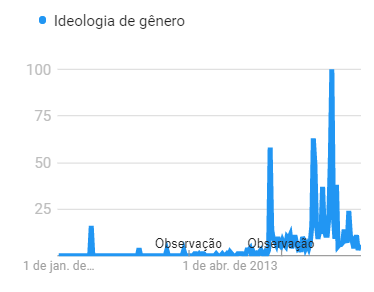 Ideologia de gênero
100
75
50
25
Observação Observação
1 de jan. de... 1 de abr. de 2013